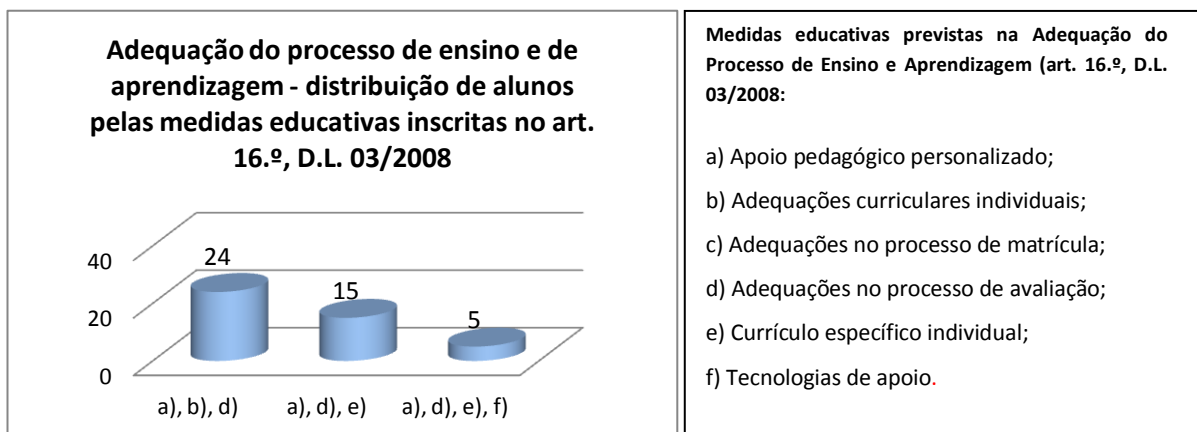 Adequação do processo de ensino e de
aprendizagem - distribuição de alunos
pelas medidas educativas inscritas no art.
16.º, D.L. 03/2008
40
20
0
24
15
5
a), b), d)
a), d), e)
a), d), e), f)
Medidas educativas previstas na Adequação do
Processo de Ensino e Aprendizagem (art. 16.º, D.L.
03/2008:
a) Apoio pedagógico personalizado;
b) Adequações curriculares individuais;
c) Adequações no processo de matrícula;
d) Adequações no processo de avaliação;
e) Currículo específico individual;
f) Tecnologias de apoio.